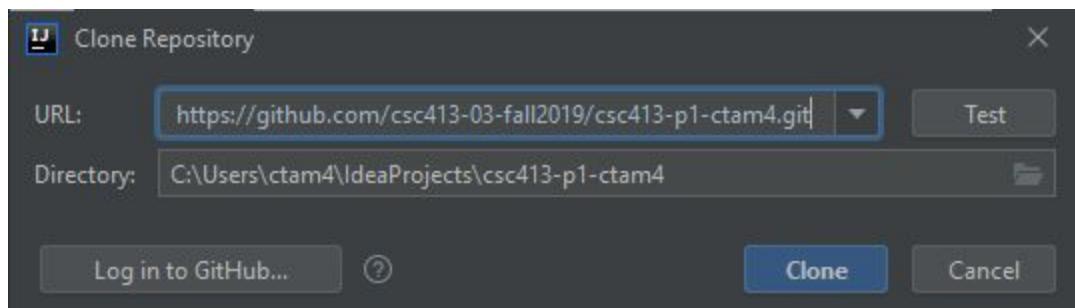 IJ Clone Repository
URL: https://github.com/csc413-03-fall2019/csc413-p1-ctam4.git Test
Directory: C:\Users\ctam4\IdeaProjects\csc413-p1-ctam4
Log in to GitHub... ? Clone Cancel